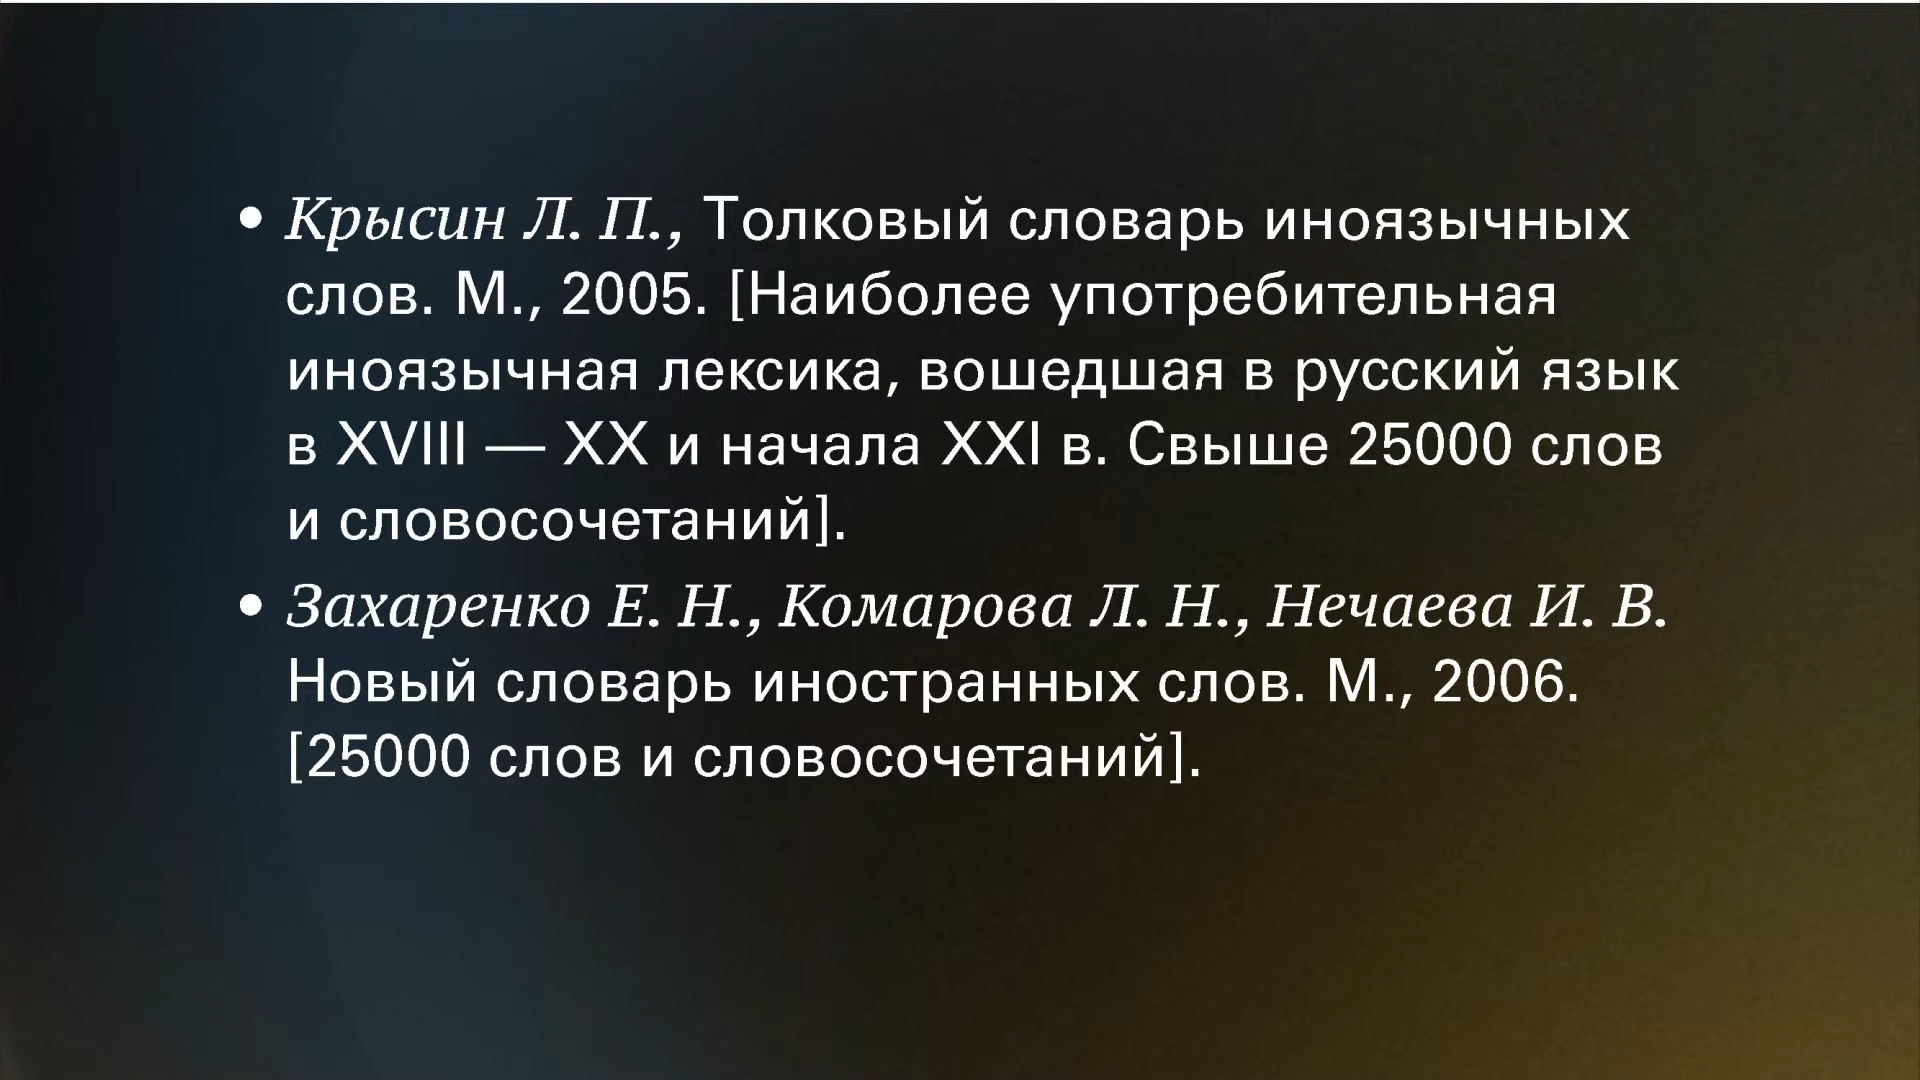 • Крысин Л. П., Толковый словарь иноязычных
слов. М., 2005. [Наиболее употребительная
иноязычная лексика, вошедшая в русский язык
в XVIII — XX и начала XXI в. Свыше 25000 слов
и словосочетаний].
• Захаренко Е. Н., Комарова Л. Н., Нечаева И. В.
Новый словарь иностранных слов. М., 2006.
[25000 слов и словосочетаний].